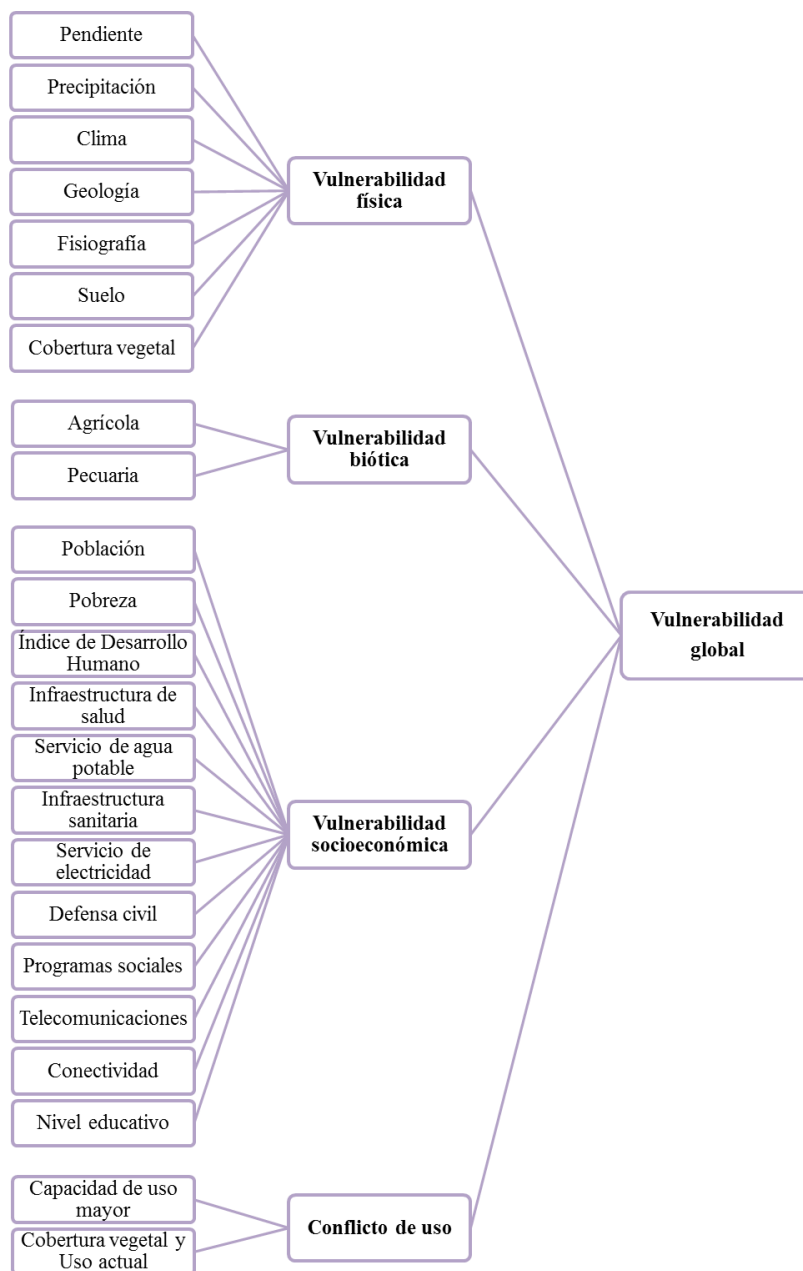 Pendiente
Precipitación
Clima
Geología
Fisiografía
Suelo
Cobertura vegetal
Vulnerabilidad
física
Agrícola
Pecuaria
Vulnerabilidad
biótica
Población
Pobreza
Índice de Desarrollo
Humano
Infraestructura de
salud
Servicio de agua
potable
Infraestructura
sanitaria
Servicio de
electricidad
Defensa civil
Programas sociales
Telecomunicaciones
Conectividad
Nivel educativo
Vulnerabilidad
socioeconómica
Capacidad de uso
mayor
Cobertura vegetal y
Uso actual
Conflicto de uso
Vulnerabilidad
global